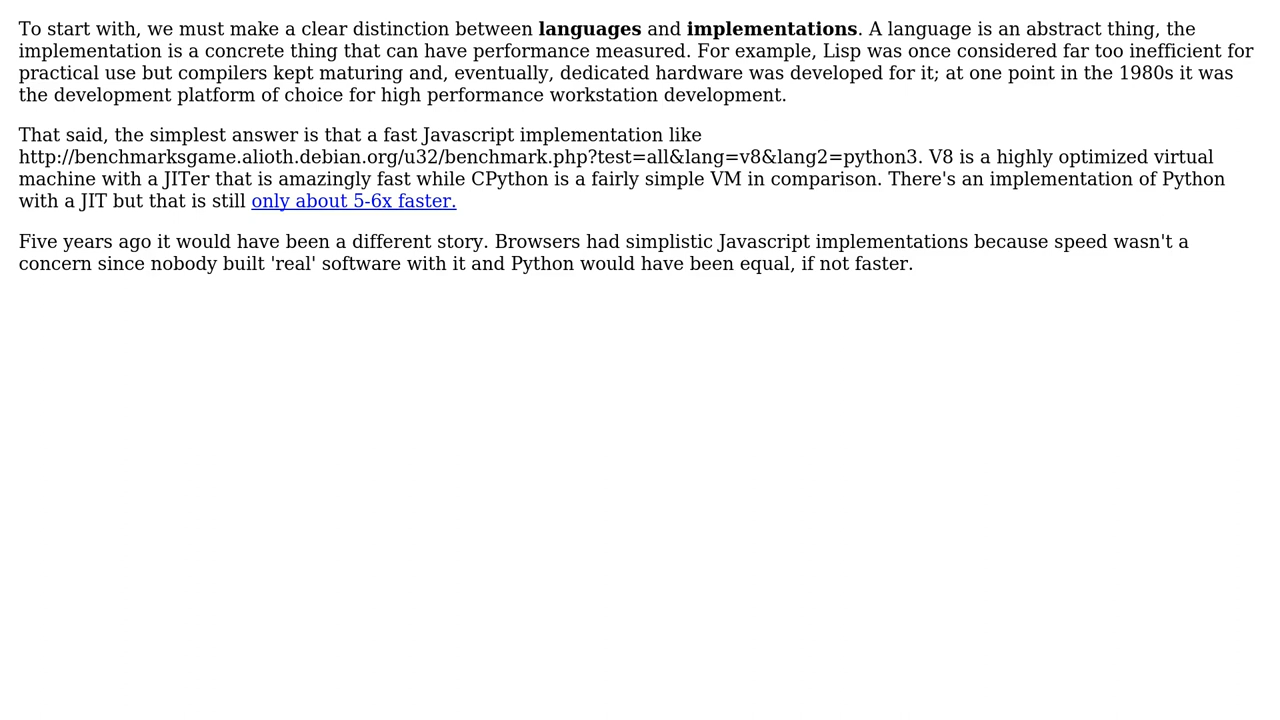 To start with, we must make a clear distinction between languages and implementations. A language is an abstract thing, the
implementation is a concrete thing that can have performance measured. For example, Lisp was once considered far too inefficient for
practical use but compilers kept maturing and, eventually, dedicated hardware was developed for it; at one point in the 1980s it was
the development platform of choice for high performance workstation development.
That said, the simplest answer is that a fast Javascript implementation like
http://benchmarksgame.alioth.debian.org/u32/benchmark.php?test=all&lang=v8&lang2=python3. V8 is a highly optimized virtual
machine with a JITer that is amazingly fast while CPython is a fairly simple VM in comparison. There's an implementation of Python
with a JIT but that is still only about 5-6x faster.
Five years ago it would have been a different story. Browsers had simplistic Javascript implementations because speed wasn't a
concern since nobody built 'real' software with it and Python would have been equal, if not faster.